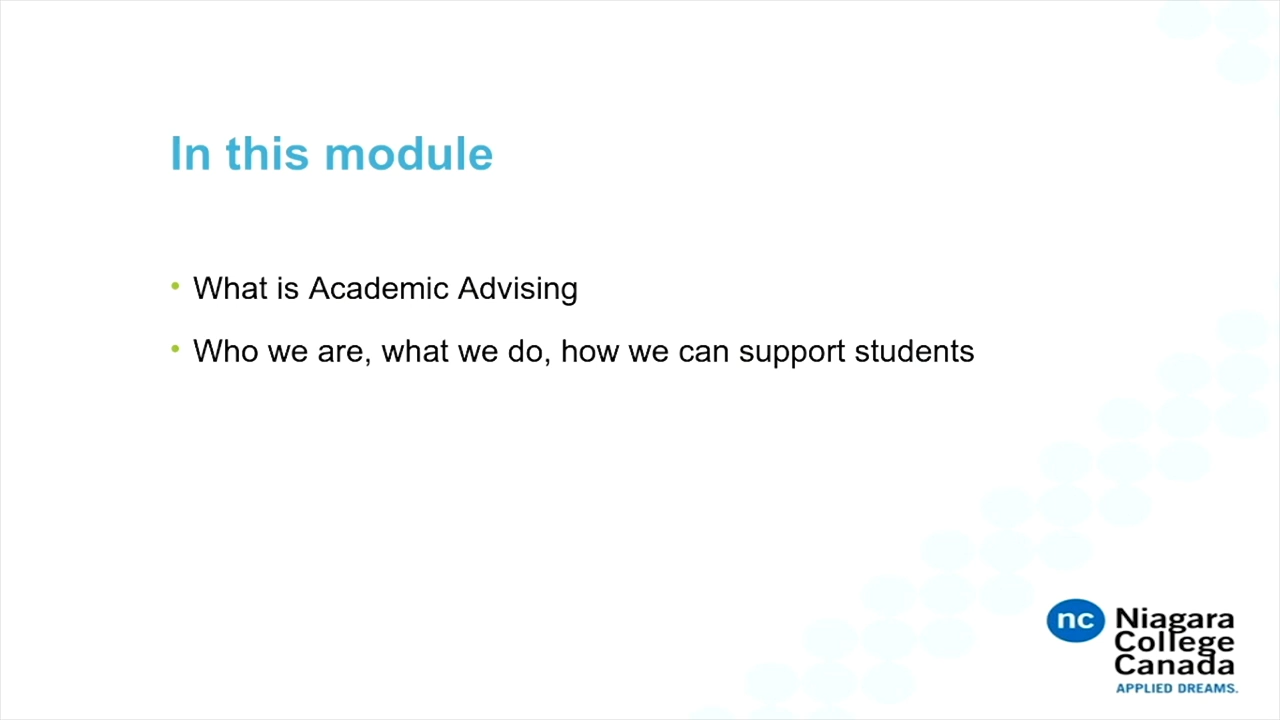 In this module
• What is Academic Advising
• Who we are, what we do, how we can support students
nc
Niagara
College
Canada
APPLIED DREAMS.